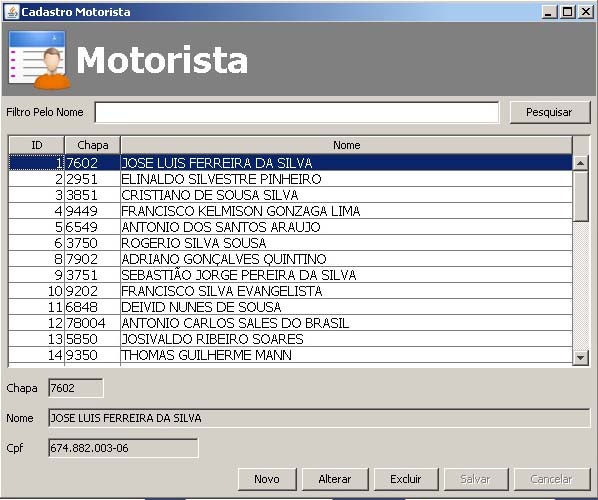 Cadastro Motorista
Motorista
Filtro Pelo Nome Pesquisar
ID Chapa Nome
1 7602 JOSE LUIS FERREIRA DA SILVA
2 2951 ELINALDO SILVESTRE PINHEIRO
3 3851 CRISTIANO DE SOUSA SILVA
4 9449 FRANCISCO KELMISON GONZAGA LIMA
5 6549 ANTONIO DOS SANTOS ARAUJO
6 3750 ROGERIO SILVA SOUSA
8 7902 ADRIANO GONÇALVES QUINTINO
9 3751 SEBASTIÃO JORGE PEREIRA DA SILVA
10 9202 FRANCISCO SILVA EVANGELISTA
11 6848 DEIVID NUNES DE SOUSA
12 78004 ANTONIO CARLOS SALES DO BRASIL
13 5850 JOSIVALDO RIBEIRO SOARES
14 9350 THOMAS GUILHERME MANN
Chapa 7602
Nome JOSE LUIS FERREIRA DA SILVA
Cpf 674.882.003-06
Novo Alterar Excluir Salvar Cancelar